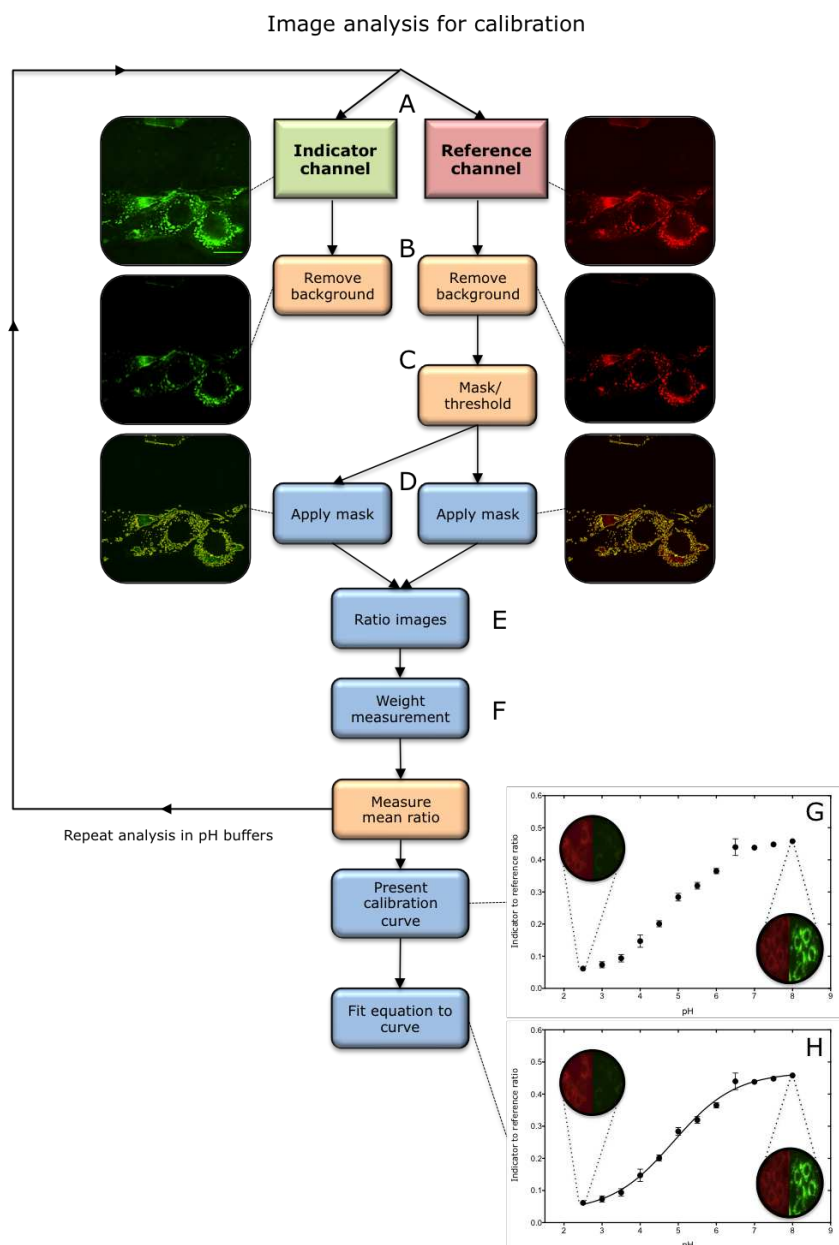 Image analysis for calibration
A
Indicator
channel
Reference
channel
B
Remove
background
Remove
background
C
Mask/
threshold
D
Apply mask
Apply mask
Ratio images
E
Weight
measurement
F
Measure
mean ratio
Repeat analysis in pH buffers
Present
calibration
curve
Fit equation to
curve
G
Indicator to reference ratio
0.6
0.5
0.4
0.3
0.2
0.1
0.0
2 3 4 5 6 7 8 9
pH
H
Indicator to reference ratio
0.6
0.5
0.4
0.3
0.2
0.1
0.0
2 3 4 5 6 7 8 9
pH